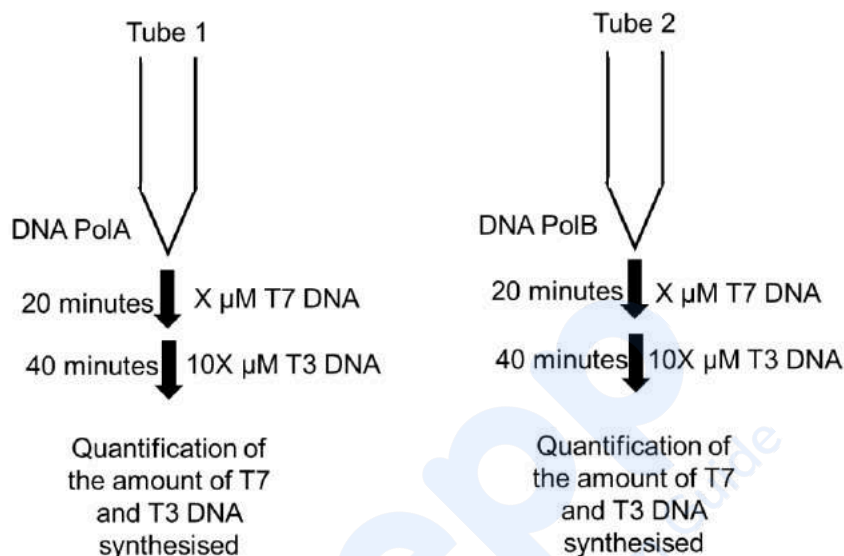 Tube 1
DNA PolA
20 minutes
X µM T7 DNA
40 minutes
10X µM T3 DNA
Quantification of
the amount of T7
and T3 DNA
synthesised
Tube 2
DNA PolB
20 minutes
X µM T7 DNA
40 minutes
10X µM T3 DNA
Quantification of
the amount of T7
and T3 DNA
synthesised
epp
Guide